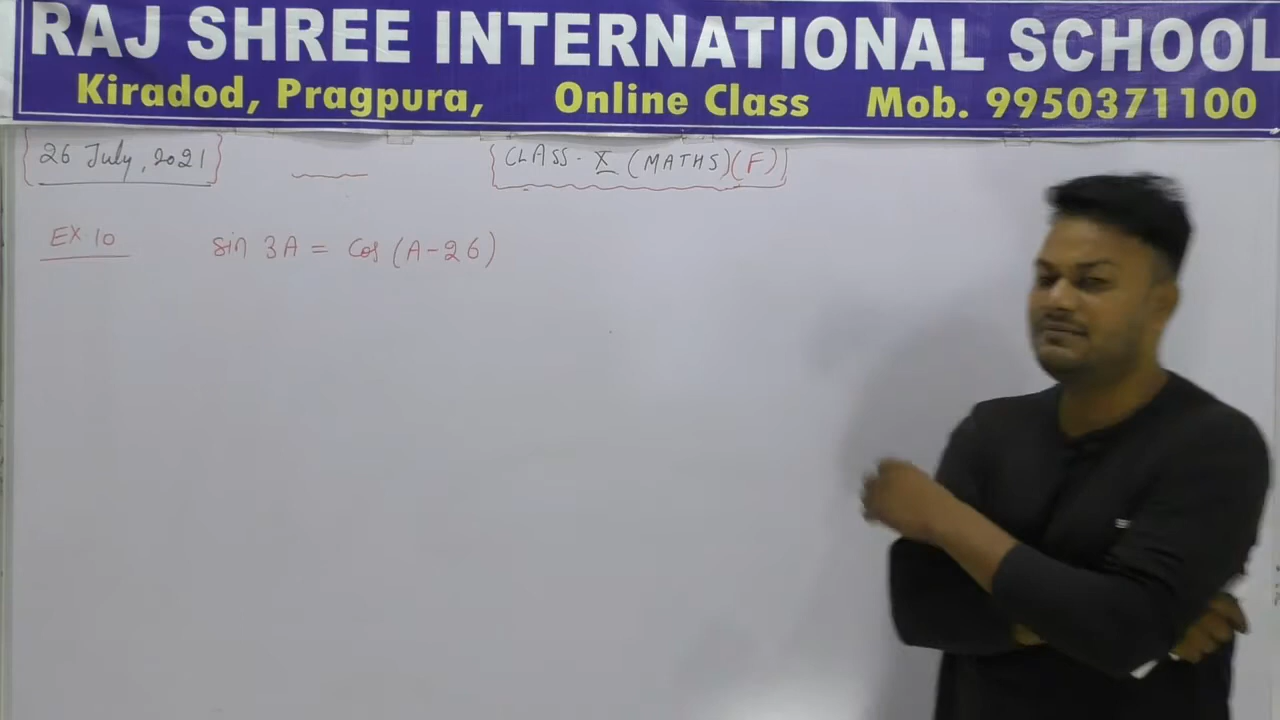 RAJ SHREE INTERNATIONAL SCHOOL
Kiradod, Pragpura, Online Class Mob. 9950371100
26 July, 2021 CLASS - X (MATHS)(F)
EX 10 sin 3A = cos (A-26)